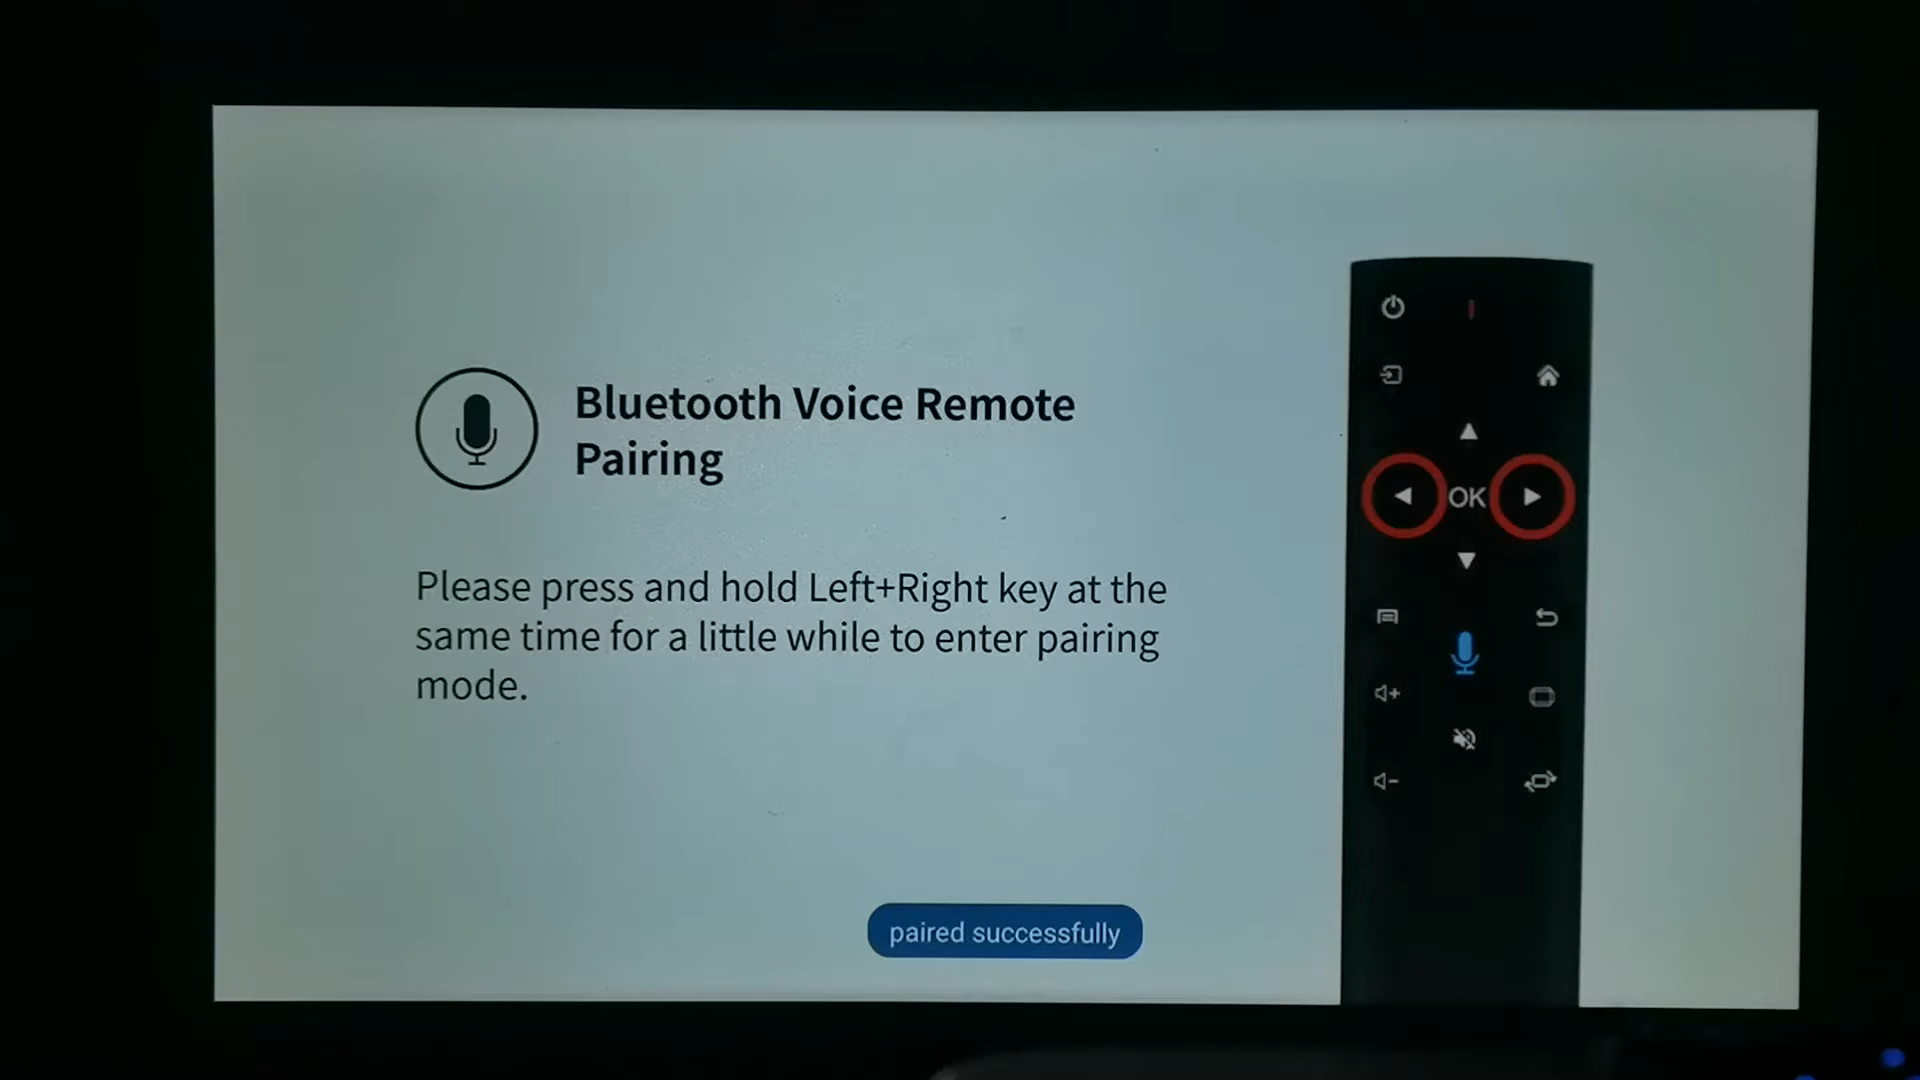 Bluetooth Voice Remote
Pairing
OK
Please press and hold Left+Right key at the
same time for a little while to enter pairing
mode.
paired successfully